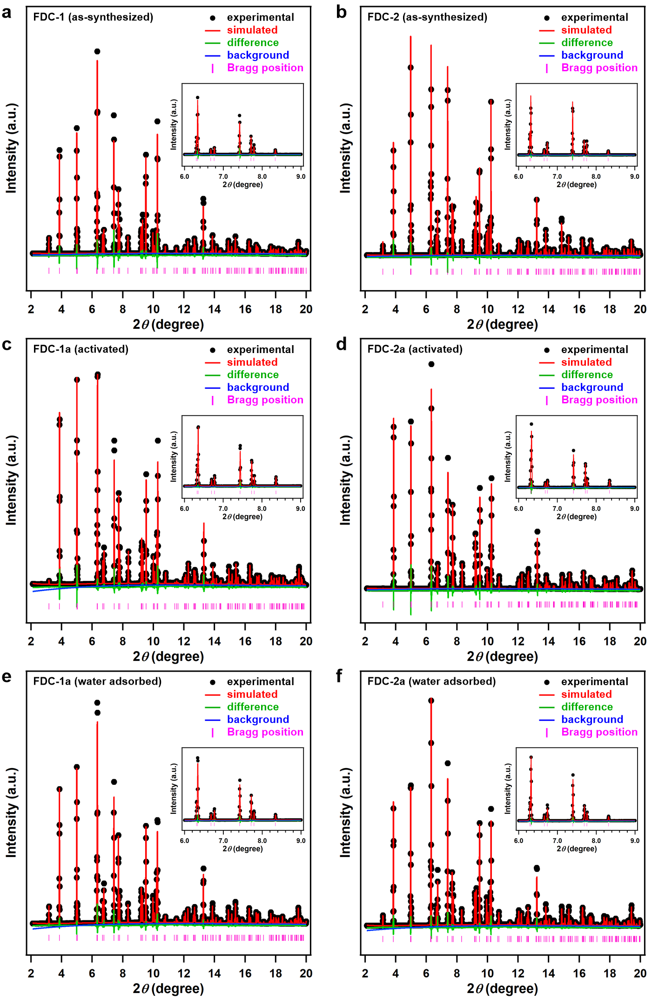 a
FDC-1 (as-synthesized)
experimental
simulated
difference
background
Bragg position
Intensity (a.u.)
Intensity (a.u.)
6.0 7.0 8.0 9.0
2θ (degree)
2 4 6 8 10 12 14 16 18 20
2θ (degree)
b
FDC-2 (as-synthesized)
experimental
simulated
difference
background
Bragg position
Intensity (a.u.)
Intensity (a.u.)
6.0 7.0 8.0 9.0
2θ (degree)
2 4 6 8 10 12 14 16 18 20
2θ (degree)
c
FDC-1a (activated)
experimental
simulated
difference
background
Bragg position
Intensity (a.u.)
Intensity (a.u.)
6.0 7.0 8.0 9.0
2θ (degree)
2 4 6 8 10 12 14 16 18 20
2θ (degree)
d
FDC-2a (activated)
experimental
simulated
difference
background
Bragg position
Intensity (a.u.)
Intensity (a.u.)
6.0 7.0 8.0 9.0
2θ (degree)
2 4 6 8 10 12 14 16 18 20
2θ (degree)
e
FDC-1a (water adsorbed)
experimental
simulated
difference
background
Bragg position
Intensity (a.u.)
Intensity (a.u.)
6.0 7.0 8.0 9.0
2θ (degree)
2 4 6 8 10 12 14 16 18 20
2θ (degree)
f
FDC-2a (water adsorbed)
experimental
simulated
difference
background
Bragg position
Intensity (a.u.)
Intensity (a.u.)
6.0 7.0 8.0 9.0
2θ (degree)
2 4 6 8 10 12 14 16 18 20
2θ (degree)